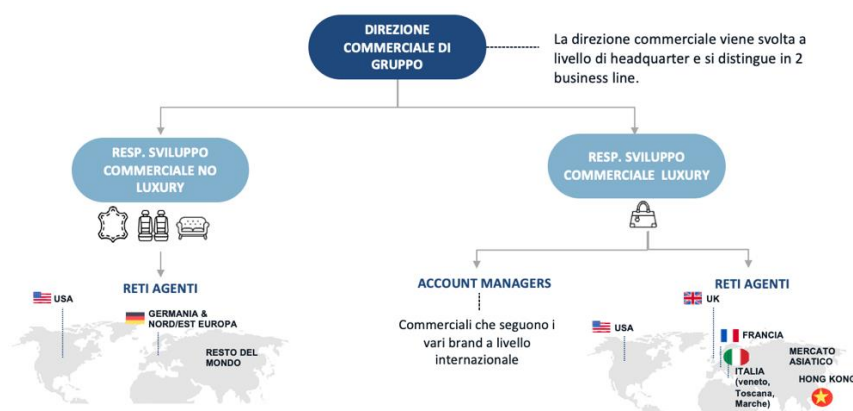 DIREZIONE
COMMERCIALE DI
GRUPPO
La direzione commerciale viene svolta a
livello di headquarter e si distingue in 2
business line.
RESP. SVILUPPO
COMMERCIALE NO
LUXURY
RESP. SVILUPPO
COMMERCIALE LUXURY
RETI AGENTI
USA
GERMANIA &
NORD/EST EUROPA
RESTO DEL
MONDO
ACCOUNT MANAGERS
Commerciali che seguono i
vari brand a livello
internazionale
RETI AGENTI
UK
USA
FRANCIA
ITALIA
(veneto,
Toscana,
Marche)
MERCATO
ASIATICO
HONG KONG